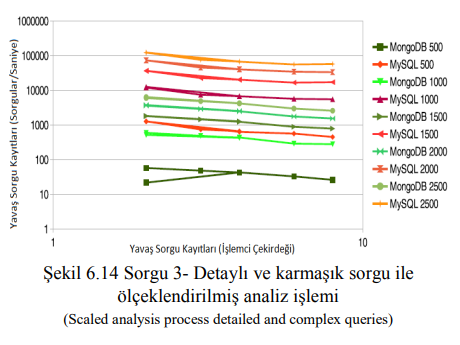 1000000
100000
10000
1000
100
10
1
Yavaş Sorgu Kayıtları (Sorgular/Saniye)
1
10
Yavaş Sorgu Kayıtları (İşlemci Çekirdeği)
MongoDB 500
MySQL 500
MongoDB 1000
MySQL 1000
MongoDB 1500
MySQL 1500
MongoDB 2000
MySQL 2000
MongoDB 2500
MySQL 2500
Şekil 6.14 Sorgu 3- Detaylı ve karmaşık sorgu ile
ölçeklendirilmiş analiz işlemi
(Scaled analysis process detailed and complex queries)